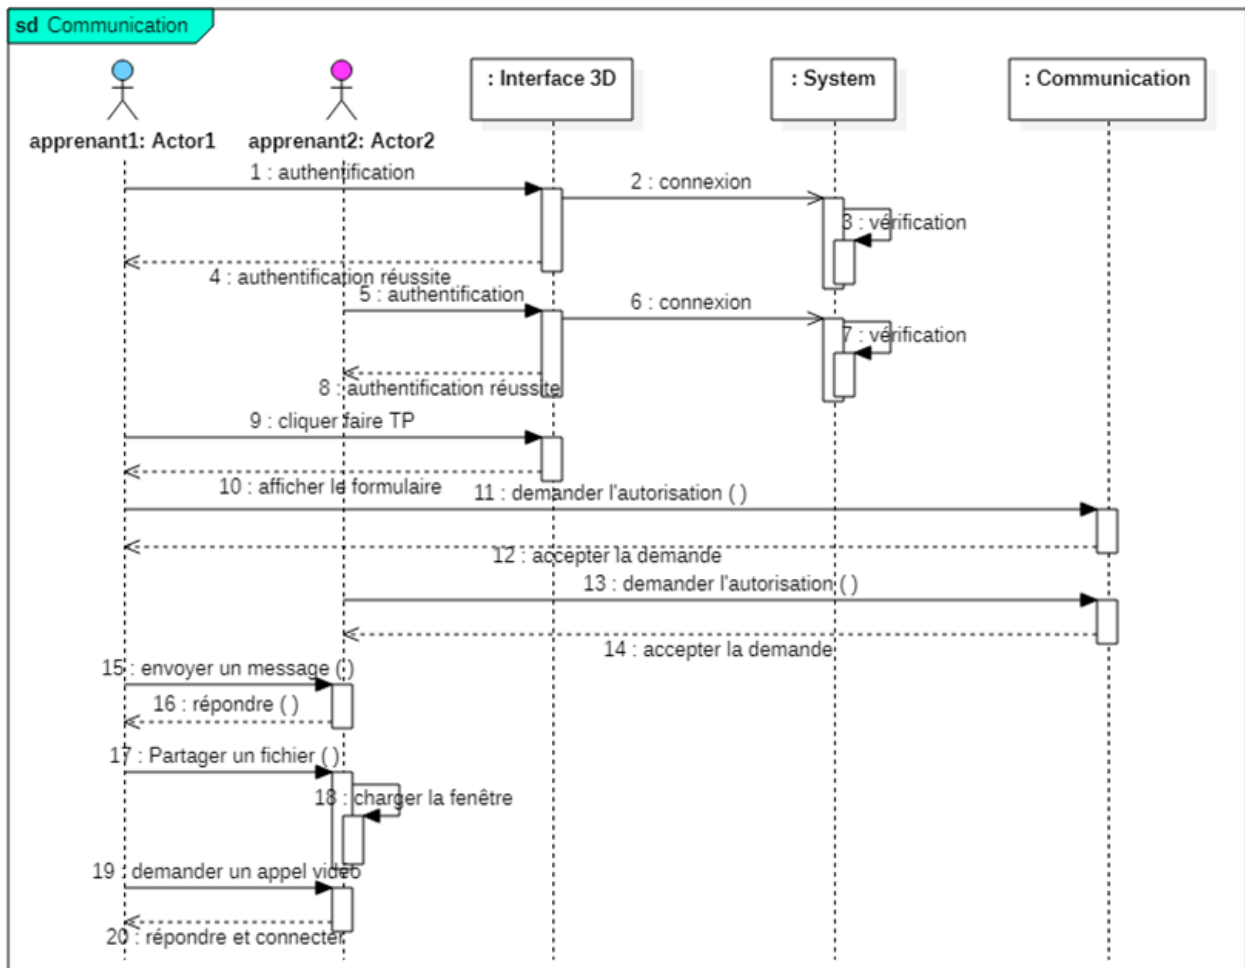 sd Communication
: Interface 3D
: System
: Communication
apprenant1: Actor1
apprenant2: Actor2
1 : authentification
2 : connexion
3 : vérification
4 : authentification réussite
5 : authentification
6 : connexion
7 : vérification
8 : authentification réussite
9 : cliquer faire TP
10 : afficher le formulaire
11 : demander l'autorisation ( )
12 : accepter la demande
13 : demander l'autorisation ( )
14 : accepter la demande
15 : envoyer un message ( )
16 : répondre ( )
17 : Partager un fichier ( )
18 : charger la fenêtre
19 : demander un appel vidéo
20 : répondre et connecter